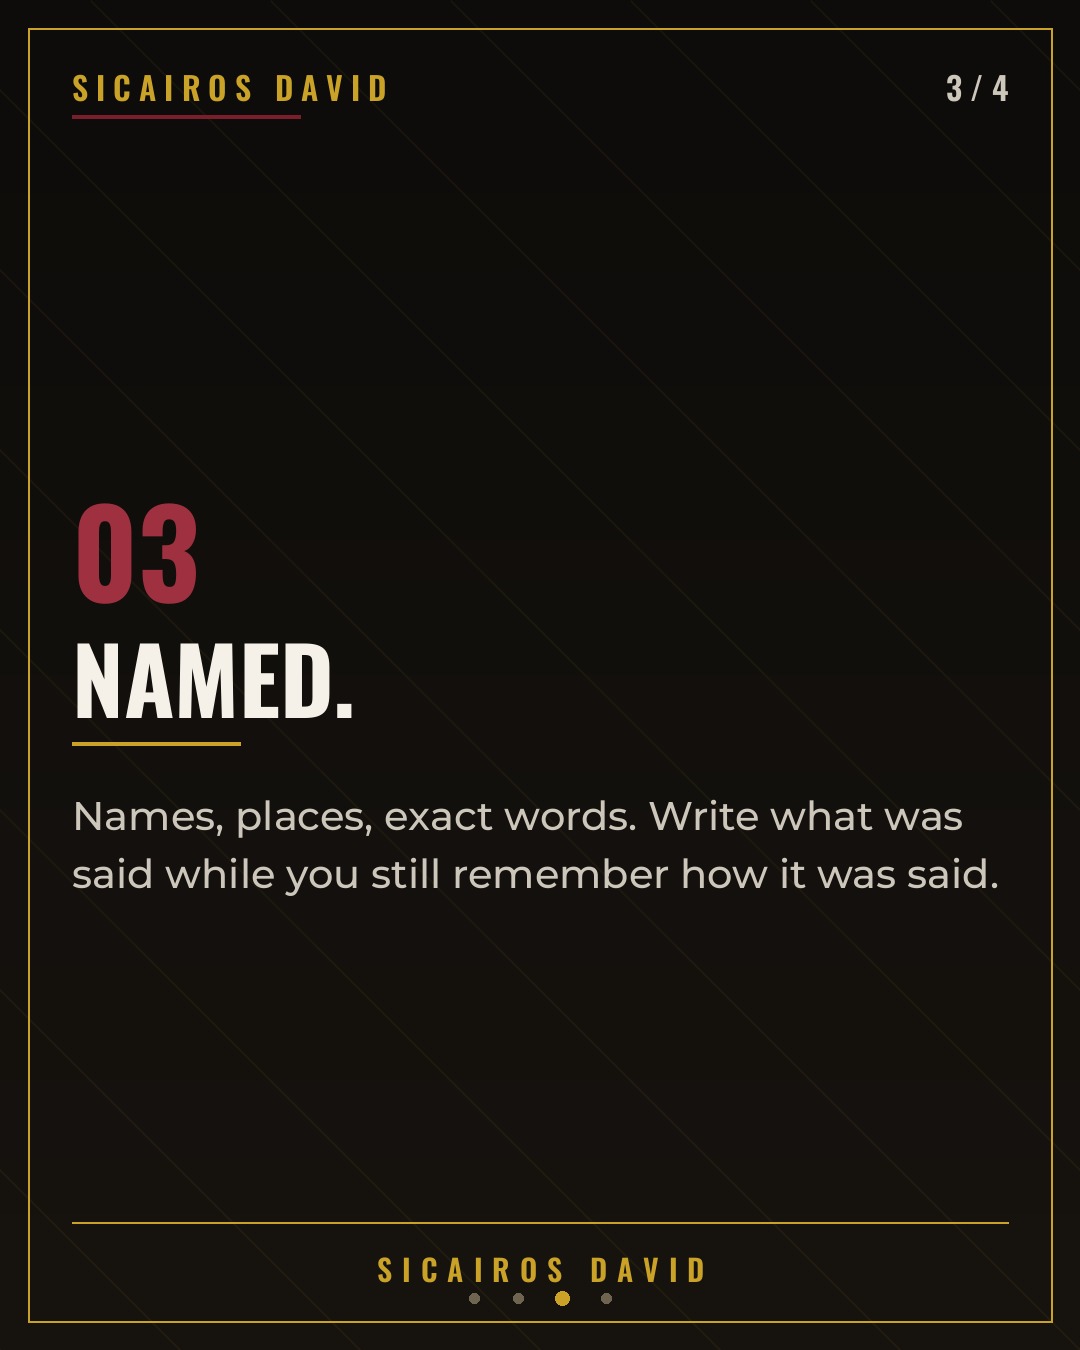 SICAIROS DAVID
3 / 4
03
NAMED.
Names, places, exact words. Write what was
said while you still remember how it was said.
SICAIROS DAVID